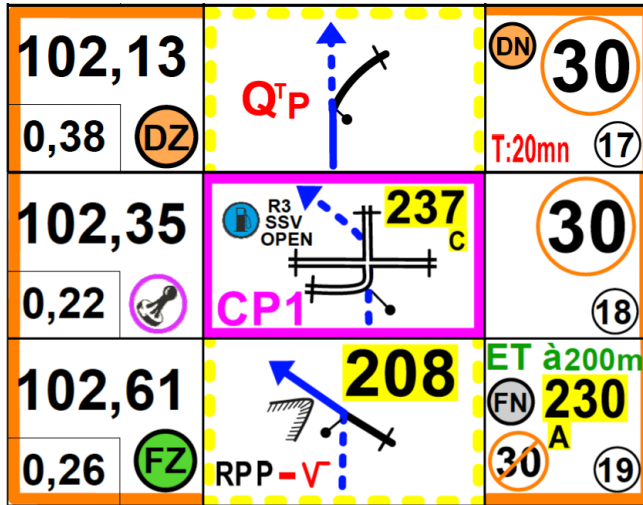 102,13
0,38
DZ
QTP
DN
30
T:20mn
17
102,35
0,22
R3
SSV
OPEN
237
C
CP1
30
18
102,61
0,26
FZ
208
RPP-√
ET à200m
FN
230
A
30
19